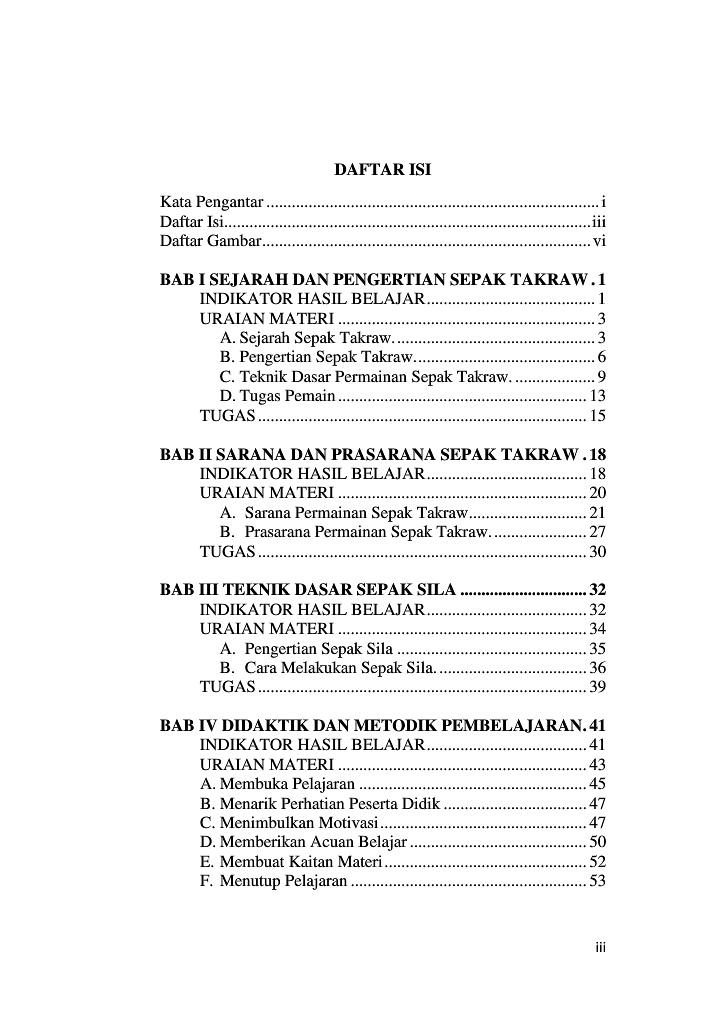 DAFTAR ISI
Kata Pengantar ............................................................................... i
Daftar Isi....................................................................................... iii
Daftar Gambar.............................................................................. vi
BAB I SEJARAH DAN PENGERTIAN SEPAK TAKRAW . 1
INDIKATOR HASIL BELAJAR........................................ 1
URAIAN MATERI ............................................................. 3
A. Sejarah Sepak Takraw. ............................................... 3
B. Pengertian Sepak Takraw........................................... 6
C. Teknik Dasar Permainan Sepak Takraw. ................... 9
D. Tugas Pemain ........................................................... 13
TUGAS .............................................................................. 15
BAB II SARANA DAN PRASARANA SEPAK TAKRAW . 18
INDIKATOR HASIL BELAJAR...................................... 18
URAIAN MATERI ........................................................... 20
A. Sarana Permainan Sepak Takraw............................ 21
B. Prasarana Permainan Sepak Takraw. ...................... 27
TUGAS .............................................................................. 30
BAB III TEKNIK DASAR SEPAK SILA .............................. 32
INDIKATOR HASIL BELAJAR...................................... 32
URAIAN MATERI ........................................................... 34
A. Pengertian Sepak Sila ............................................. 35
B. Cara Melakukan Sepak Sila. ................................... 36
TUGAS .............................................................................. 39
BAB IV DIDAKTIK DAN METODIK PEMBELAJARAN. 41
INDIKATOR HASIL BELAJAR...................................... 41
URAIAN MATERI ........................................................... 43
A. Membuka Pelajaran ...................................................... 45
B. Menarik Perhatian Peserta Didik .................................. 47
C. Menimbulkan Motivasi................................................. 47
D. Memberikan Acuan Belajar .......................................... 50
E. Membuat Kaitan Materi................................................ 52
F. Menutup Pelajaran ........................................................ 53
iii